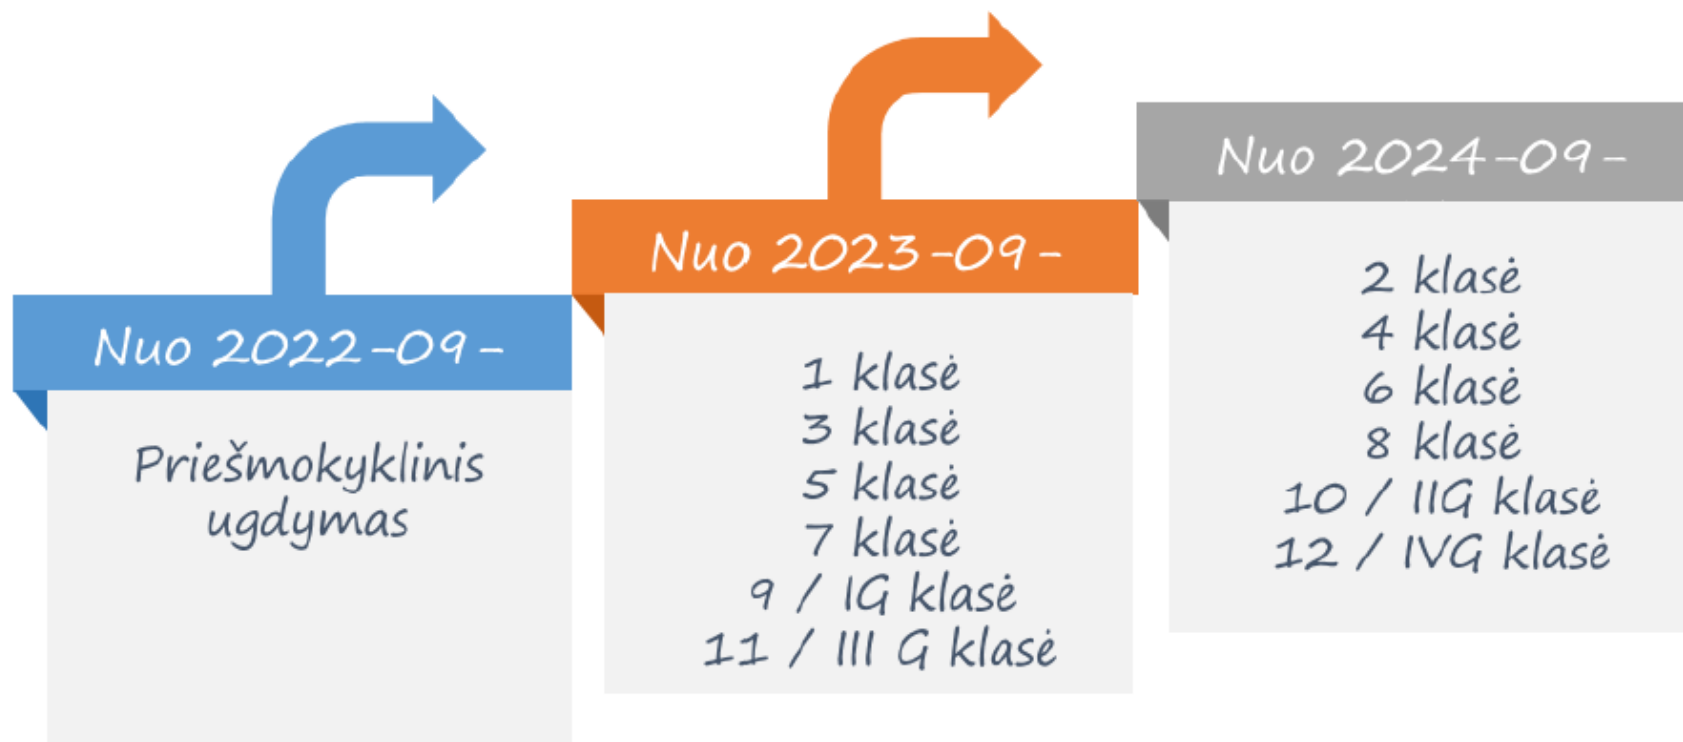 Nuo 2022-09-
Priešmokyklinis
ugdymas
Nuo 2023-09-
1 klasė
3 klasė
5 klasė
7 klasė
9 / IG klasė
11 / III G klasė
Nuo 2024-09-
2 klasė
4 klasė
6 klasė
8 klasė
10 / IIG klasė
12 / IVG klasė